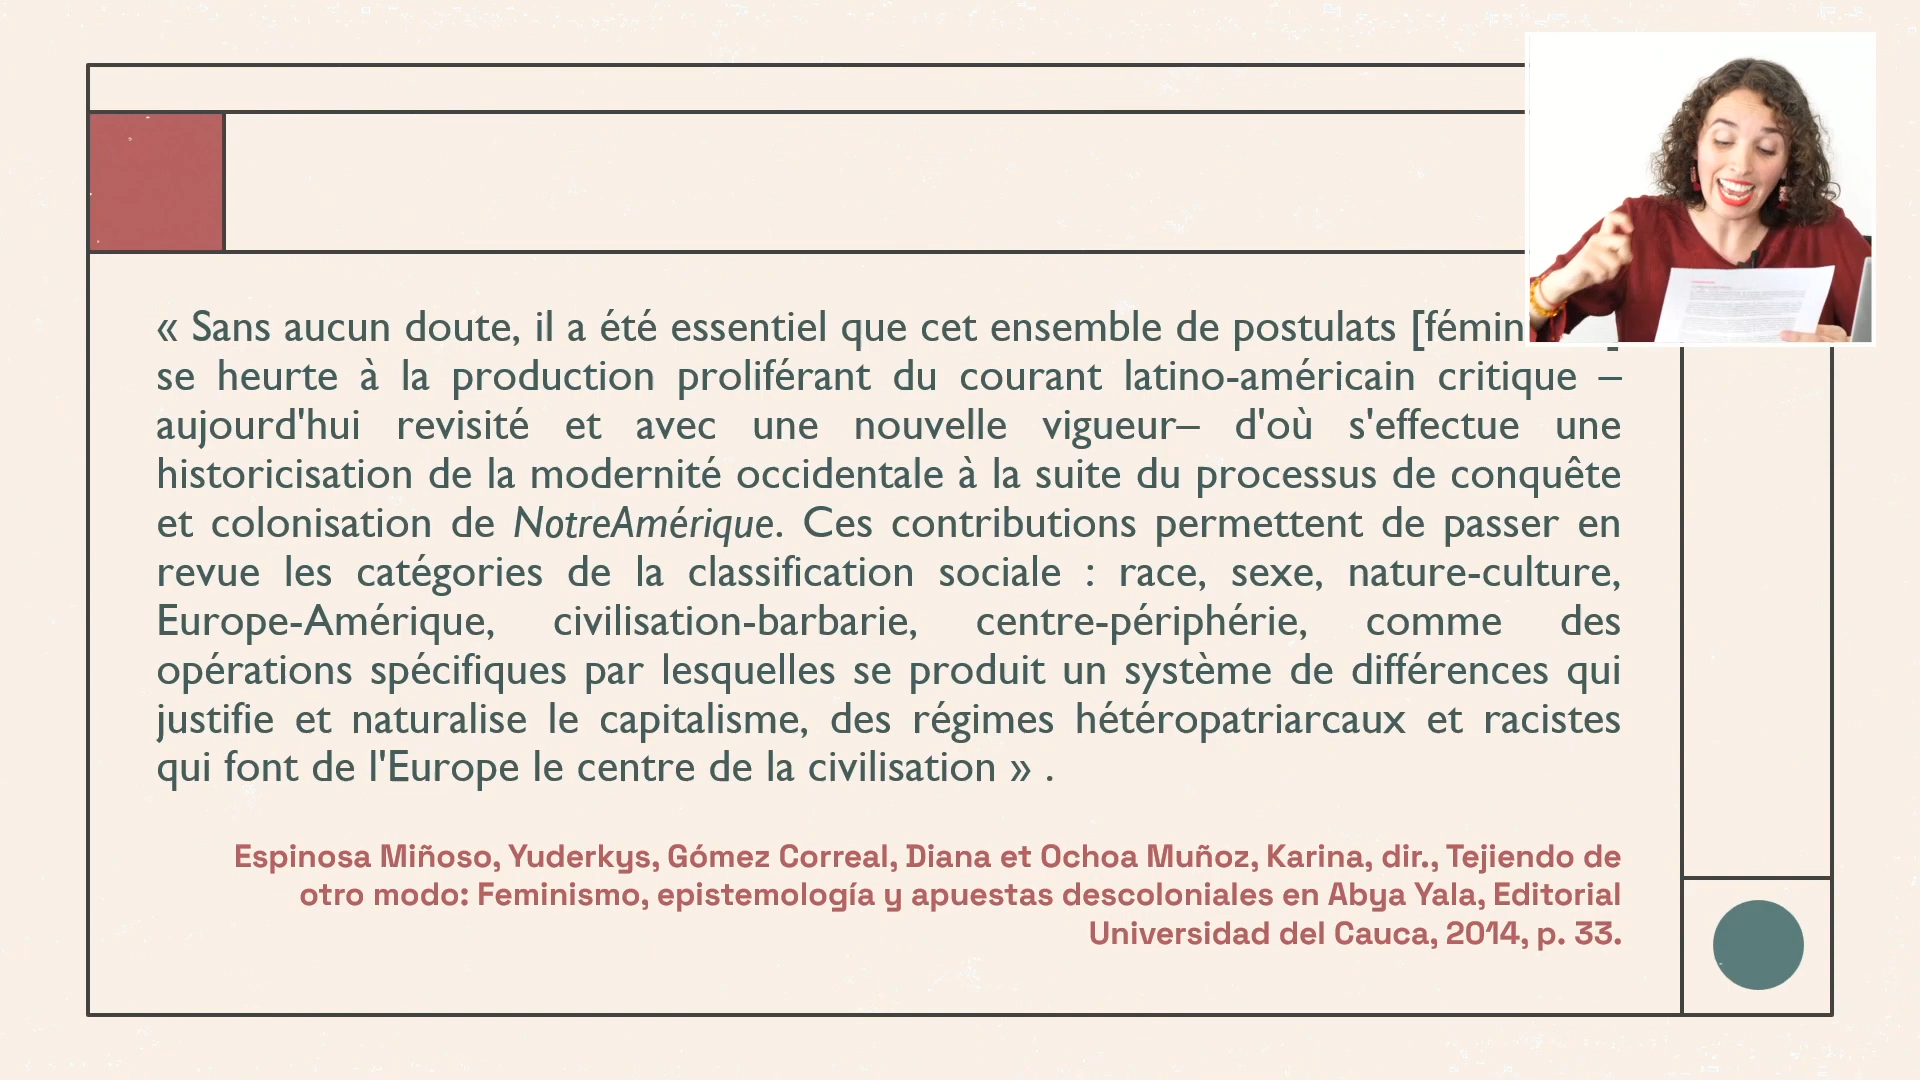 « Sans aucun doute, il a été essentiel que cet ensemble de postulats
se heurte à la production proliférant du courant latino-américain critique –
aujourd'hui revisité et avec une nouvelle vigueur– d'où s'effectue une
historicisation de la modernité occidentale à la suite du processus de conquête
et colonisation de NotreAmérique. Ces contributions permettent de passer en
revue les catégories de la classification sociale : race, sexe, nature-culture,
Europe-Amérique, civilisation-barbarie, centre-périphérie, comme des
opérations spécifiques par lesquelles se produit un système de différences qui
justifie et naturalise le capitalisme, des régimes hétéropatriarcaux et racistes
qui font de l'Europe le centre de la civilisation » .
Espinosa Miñoso, Yuderkys, Gómez Correal, Diana et Ochoa Muñoz, Karina, dir., Tejiendo de
otro modo: Feminismo, epistemología y apuestas descoloniales en Abya Yala, Editorial
Universidad del Cauca, 2014, p. 33.